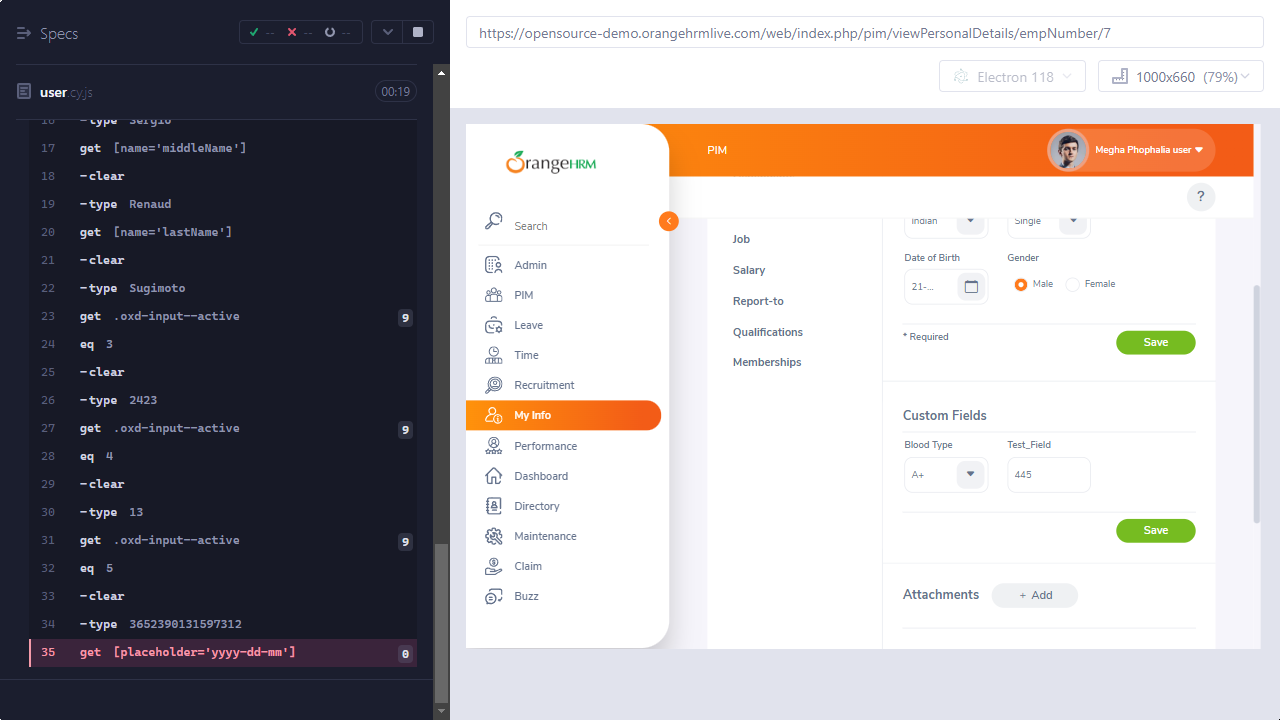 Specs
-- -- --
user.cy.js 00:19
16 -type Sergio
17 get [name='middleName']
18 -clear
19 -type Renaud
20 get [name='lastName']
21 -clear
22 -type Sugimoto
23 get .oxd-input--active 9
24 eq 3
25 -clear
26 -type 2423
27 get .oxd-input--active 9
28 eq 4
29 -clear
30 -type 13
31 get .oxd-input--active 9
32 eq 5
33 -clear
34 -type 3652390131597312
35 get [placeholder='yyyy-dd-mm'] 0
https://opensource-demo.orangehrmlive.com/web/index.php/pim/viewPersonalDetails/empNumber/7
Electron 118
1000x660 (79%)
OrangeHRM
Search
Admin
PIM
Leave
Time
Recruitment
My Info
Performance
Dashboard
Directory
Maintenance
Claim
Buzz
PIM
Megha Phophalia user
?
Job
Salary
Report-to
Qualifications
Memberships
Indian Single
Date of Birth Gender
21-... Male Female
* Required Save
Custom Fields
Blood Type Test_Field
A+ 445
Save
Attachments + Add